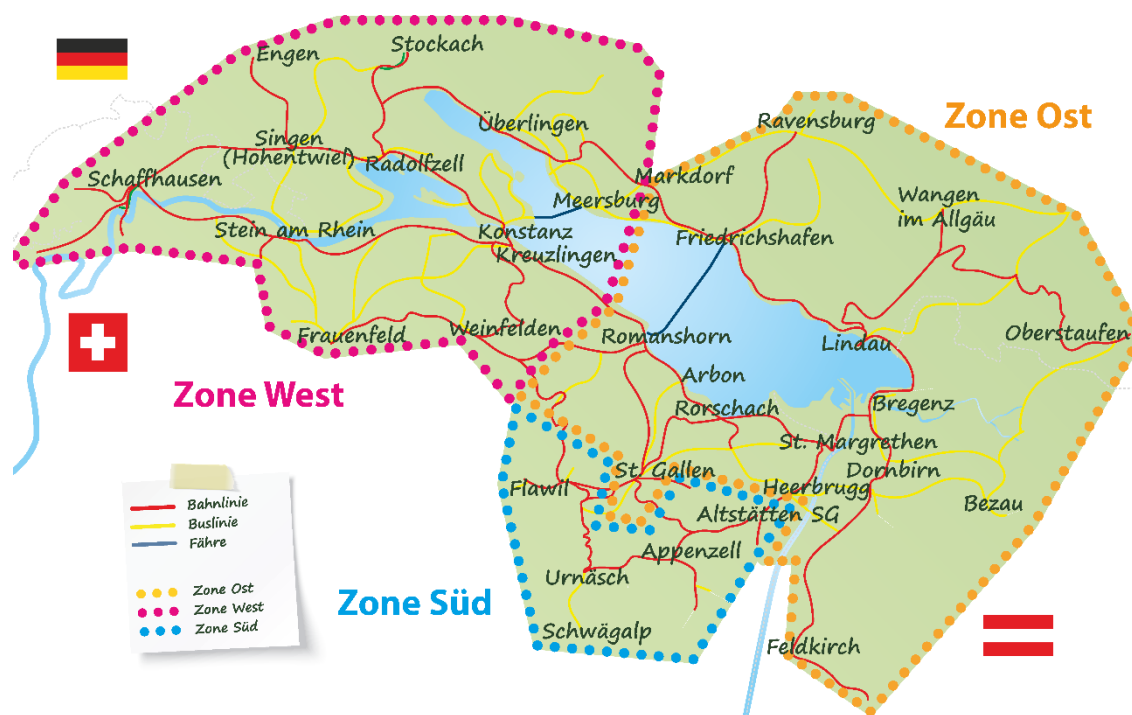 Stockach
Engen
Zone Ost
Ravensburg
Überlingen
Singen
(Hohentwiel)
Radolfzell
Markdorf
Schaffhausen
Wangen
im Allgäu
Meersburg
Stein am Rhein
Konstanz
Friedrichshafen
Kreuzlingen
Frauenfeld
Weinfelden
Romanshorn
Lindau
Oberstaufen
Zone West
Arbon
Rorschach
Bregenz
St. Margrethen
St. Gallen
Dornbirn
Flawil
Heerbrugg
Bezau
Altstätten SG
Appenzell
Urnäsch
Zone Süd
Schwägalp
Feldkirch
Bahnlinie
Buslinie
Fähre
Zone Ost
Zone West
Zone Süd